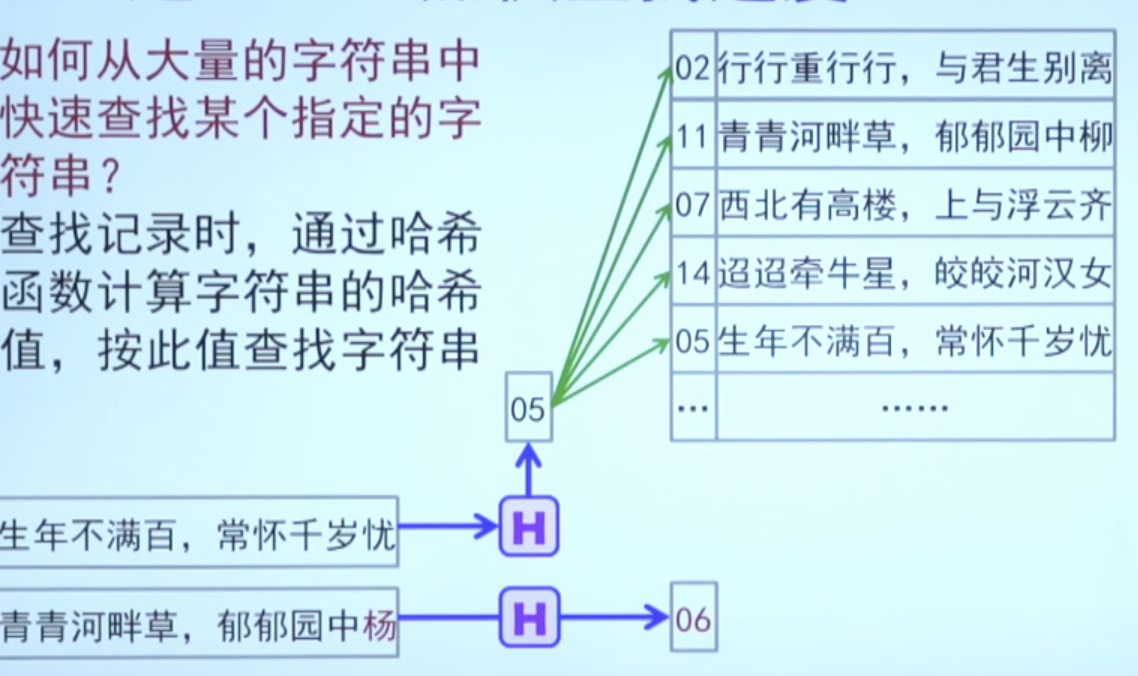 如何从大量的字符串中
快速查找某个指定的字
符串？
查找记录时，通过哈希
函数计算字符串的哈希
值，按此值查找字符串
02 行行重行行，与君生别离
11 青青河畔草，郁郁园中柳
07 西北有高楼，上与浮云齐
14 迢迢牵牛星，皎皎河汉女
05 生年不满百，常怀千岁忧
... ......
05
生年不满百，常怀千岁忧
H
青青河畔草，郁郁园中杨
H
06